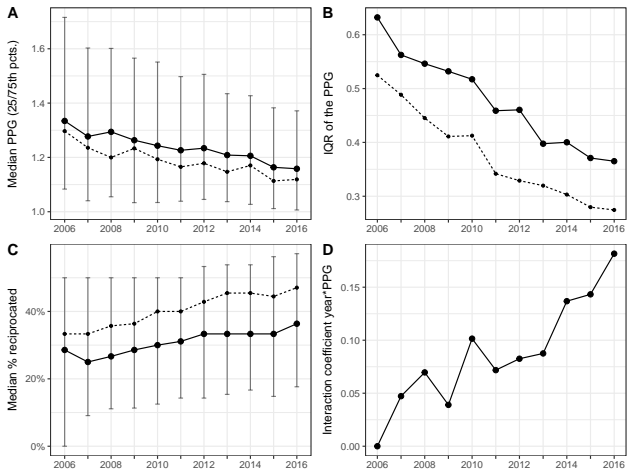 A
Median PPG (25/75th pcts.)
1.6
1.4
1.2
1.0
2006 2008 2010 2012 2014 2016
B
IQR of the PPG
0.6
0.5
0.4
0.3
2006 2008 2010 2012 2014 2016
C
Median % reciprocated
40%
20%
0%
2006 2008 2010 2012 2014 2016
D
Interaction coefficient year*PPG
0.15
0.10
0.05
0.00
2006 2008 2010 2012 2014 2016